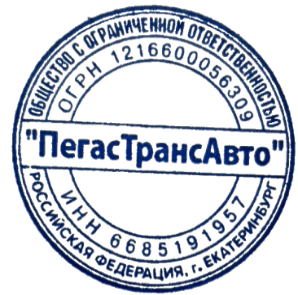 ОБЩЕСТВО С ОГРАНИЧЕННОЙ ОТВЕТСТВЕННОСТЬЮ
ОГРН 1216600056309
"ПегасТрансАвто"
ИНН 6685191957
РОССИЙСКАЯ ФЕДЕРАЦИЯ, г. ЕКАТЕРИНБУРГ